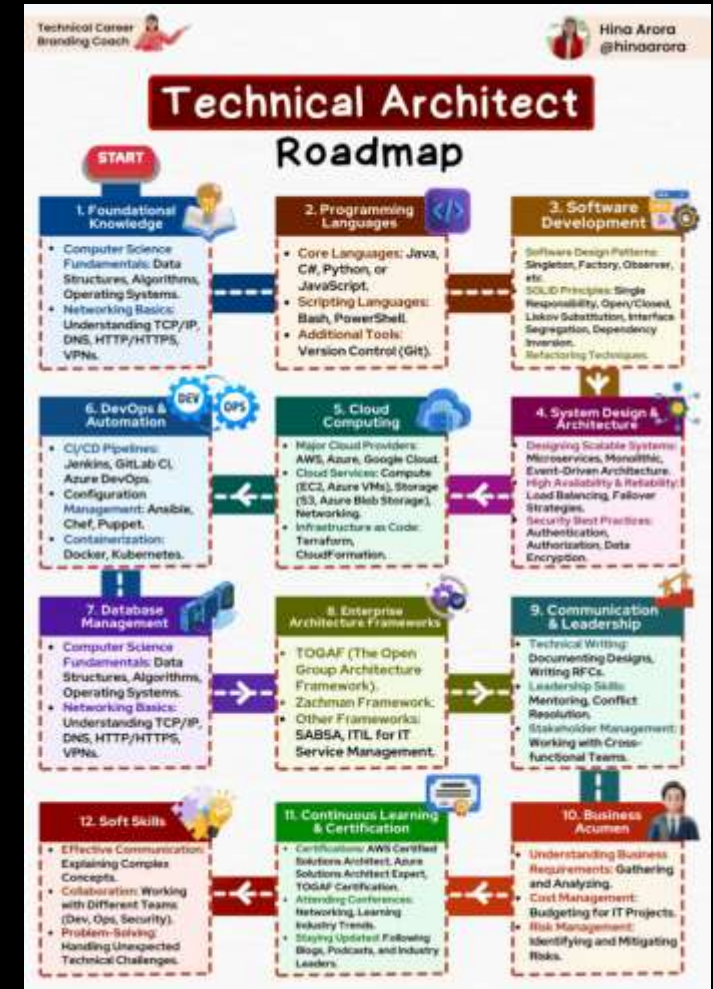 Technical Career
Branding Coach
Hina Arora
@hinaarora
Technical Architect
Roadmap
START
1. Foundational
Knowledge
• Computer Science
Fundamentals: Data
Structures, Algorithms,
Operating Systems.
• Networking Basics:
Understanding TCP/IP,
DNS, HTTP/HTTPS,
VPNs.
2. Programming
Languages
</>
• Core Languages: Java,
C#, Python, or
JavaScript.
• Scripting Languages:
Bash, PowerShell.
• Additional Tools:
Version Control (Git).
3. Software
Development
• Software Design Patterns:
Singleton, Factory, Observer,
etc.
• SOLID Principles: Single
Responsibility, Open/Closed,
Liskov Substitution, Interface
Segregation, Dependency
Inversion.
• Refactoring Techniques.
6. DevOps &
Automation
DEV
OPS
• CI/CD Pipelines:
Jenkins, GitLab CI,
Azure DevOps.
• Configuration
Management: Ansible,
Chef, Puppet.
• Containerization:
Docker, Kubernetes.
5. Cloud
Computing
• Major Cloud Providers:
AWS, Azure, Google Cloud.
• Cloud Services: Compute
(EC2, Azure VMs), Storage
(S3, Azure Blob Storage),
Networking.
• Infrastructure as Code:
Terraform,
CloudFormation.
4. System Design &
Architecture
• Designing Scalable Systems:
Microservices, Monolithic,
Event-Driven Architecture.
• High Availability & Reliability:
Load Balancing, Failover
Strategies.
• Security Best Practices:
Authentication,
Authorization, Data
Encryption.
7. Database
Management
• Computer Science
Fundamentals: Data
Structures, Algorithms,
Operating Systems.
• Networking Basics:
Understanding TCP/IP,
DNS, HTTP/HTTPS,
VPNs.
8. Enterprise
Architecture Frameworks
• TOGAF (The Open
Group Architecture
Framework).
• Zachman Framework.
• Other Frameworks:
SABSA, ITIL for IT
Service Management.
9. Communication
& Leadership
• Technical Writing:
Documenting Designs,
Writing RFCs.
• Leadership Skills:
Mentoring, Conflict
Resolution.
• Stakeholder Management:
Working with Cross-
functional Teams.
12. Soft Skills
• Effective Communication:
Explaining Complex
Concepts.
• Collaboration: Working
with Different Teams
(Dev, Ops, Security).
• Problem-Solving:
Handling Unexpected
Technical Challenges.
11. Continuous Learning
& Certification
• Certifications: AWS Certified
Solutions Architect, Azure
Solutions Architect Expert,
TOGAF Certification.
• Attending Conferences:
Networking, Learning
Industry Trends.
• Staying Updated: Following
Blogs, Podcasts, and Industry
Leaders.
10. Business
Acumen
• Understanding Business
Requirements: Gathering
and Analyzing.
• Cost Management:
Budgeting for IT Projects.
• Risk Management:
Identifying and Mitigating
Risks.